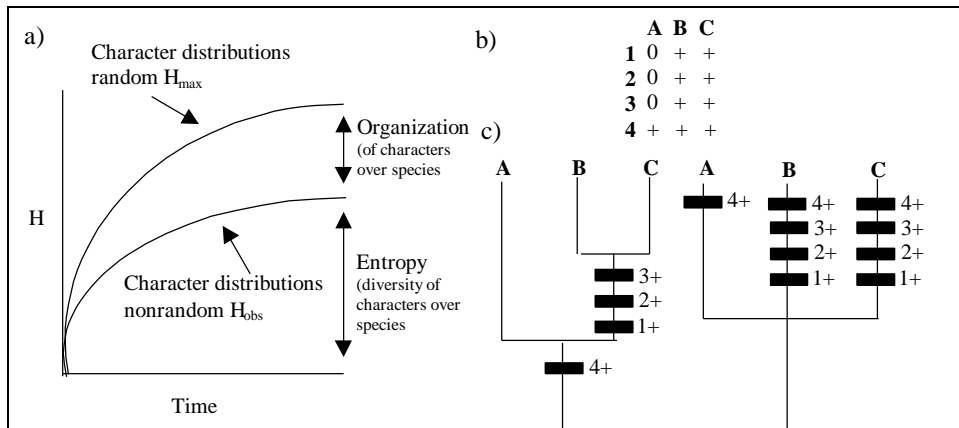 a)
Character distributions
random Hmax
Organization
(of characters
over species
H
Entropy
(diversity of
characters over
species
Character distributions
nonrandom Hobs
Time
b)
A B C
1 0 + +
2 0 + +
3 0 + +
4 + + +
c)
A B C
3+
2+
1+
4+
A B C
4+ 4+ 4+
3+ 3+
2+ 2+
1+ 1+